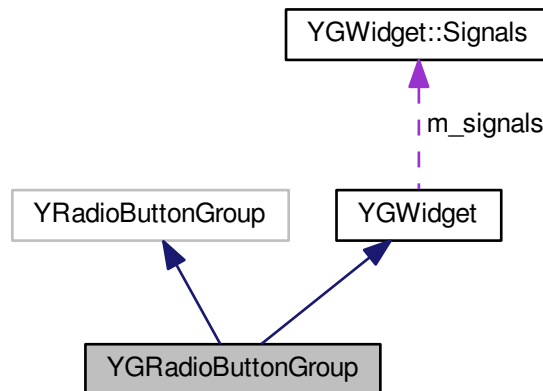 YGWidget::Signals
m_signals
YRadioButtonGroup
YGWidget
YGRadioButtonGroup